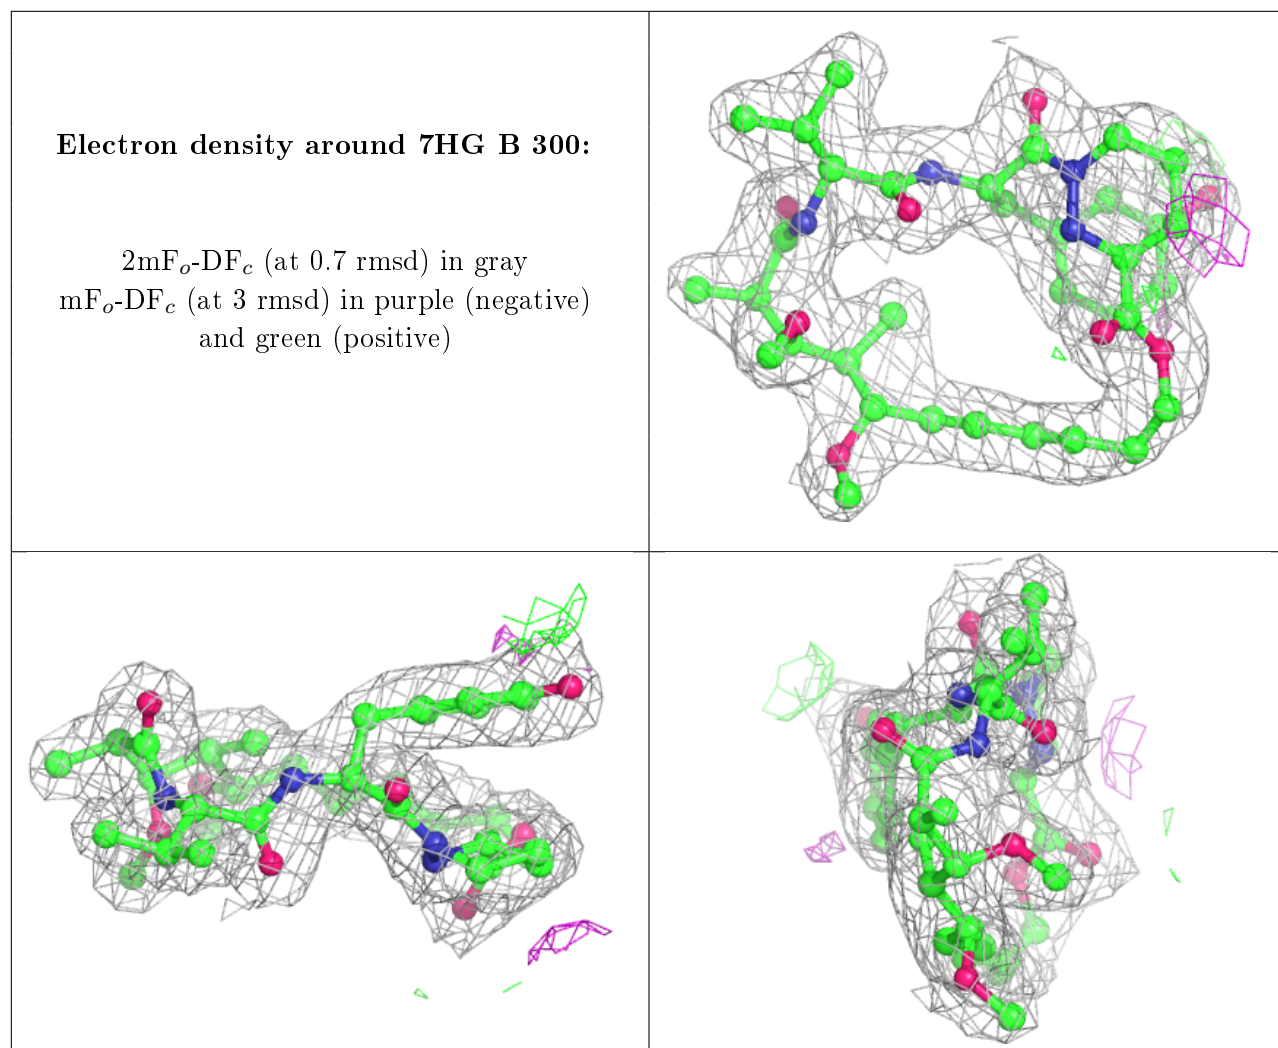 Electron density around 7HG B 300:
2mFₒ-DF𝒸 (at 0.7 rmsd) in gray
mFₒ-DF𝒸 (at 3 rmsd) in purple (negative)
and green (positive)